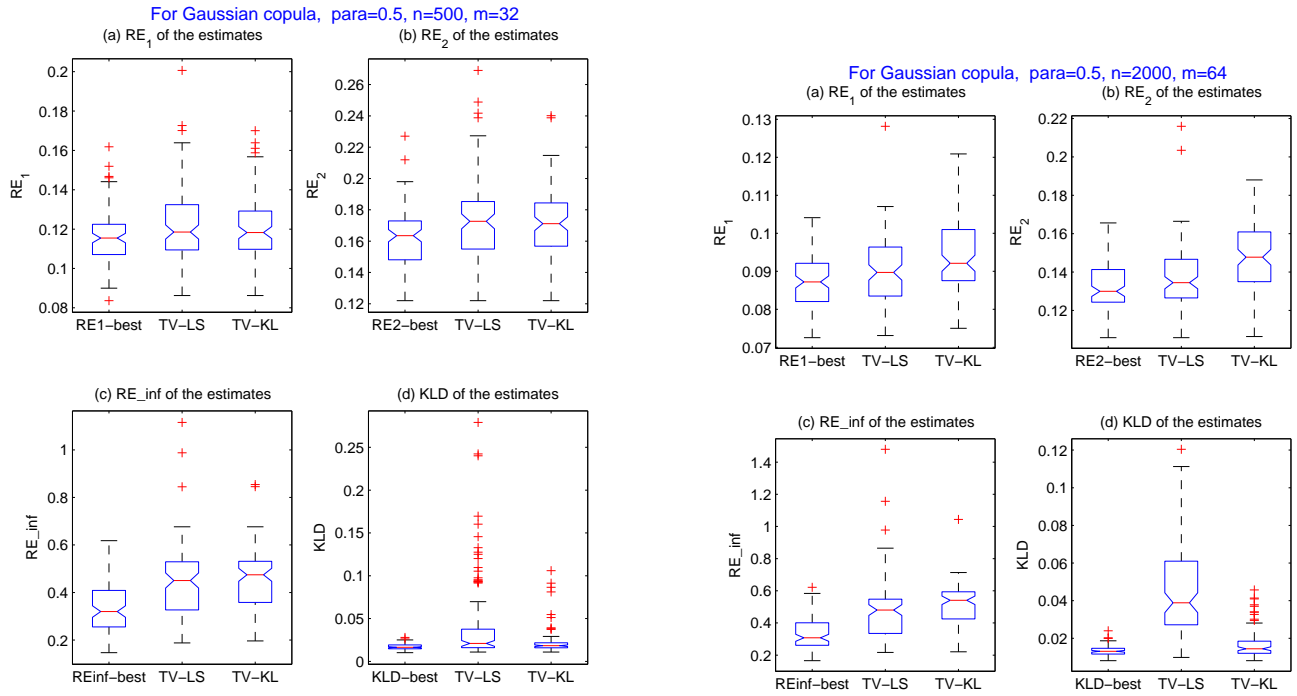 For Gaussian copula, para=0.5, n=500, m=32
(a) RE_1 of the estimates
0.2
0.18
0.16
0.14
0.12
0.1
0.08
RE_1
RE1−best TV−LS TV−KL
(b) RE_2 of the estimates
0.26
0.24
0.22
0.2
0.18
0.16
0.14
0.12
RE_2
RE2−best TV−LS TV−KL
(c) RE_inf of the estimates
1
0.8
0.6
0.4
0.2
RE_inf
REinf−best TV−LS TV−KL
(d) KLD of the estimates
0.25
0.2
0.15
0.1
0.05
0
KLD
KLD−best TV−LS TV−KL
For Gaussian copula, para=0.5, n=2000, m=64
(a) RE_1 of the estimates
0.13
0.12
0.11
0.1
0.09
0.08
0.07
RE_1
RE1−best TV−LS TV−KL
(b) RE_2 of the estimates
0.22
0.2
0.18
0.16
0.14
0.12
RE_2
RE2−best TV−LS TV−KL
(c) RE_inf of the estimates
1.4
1.2
1
0.8
0.6
0.4
0.2
RE_inf
REinf−best TV−LS TV−KL
(d) KLD of the estimates
0.12
0.1
0.08
0.06
0.04
0.02
KLD
KLD−best TV−LS TV−KL